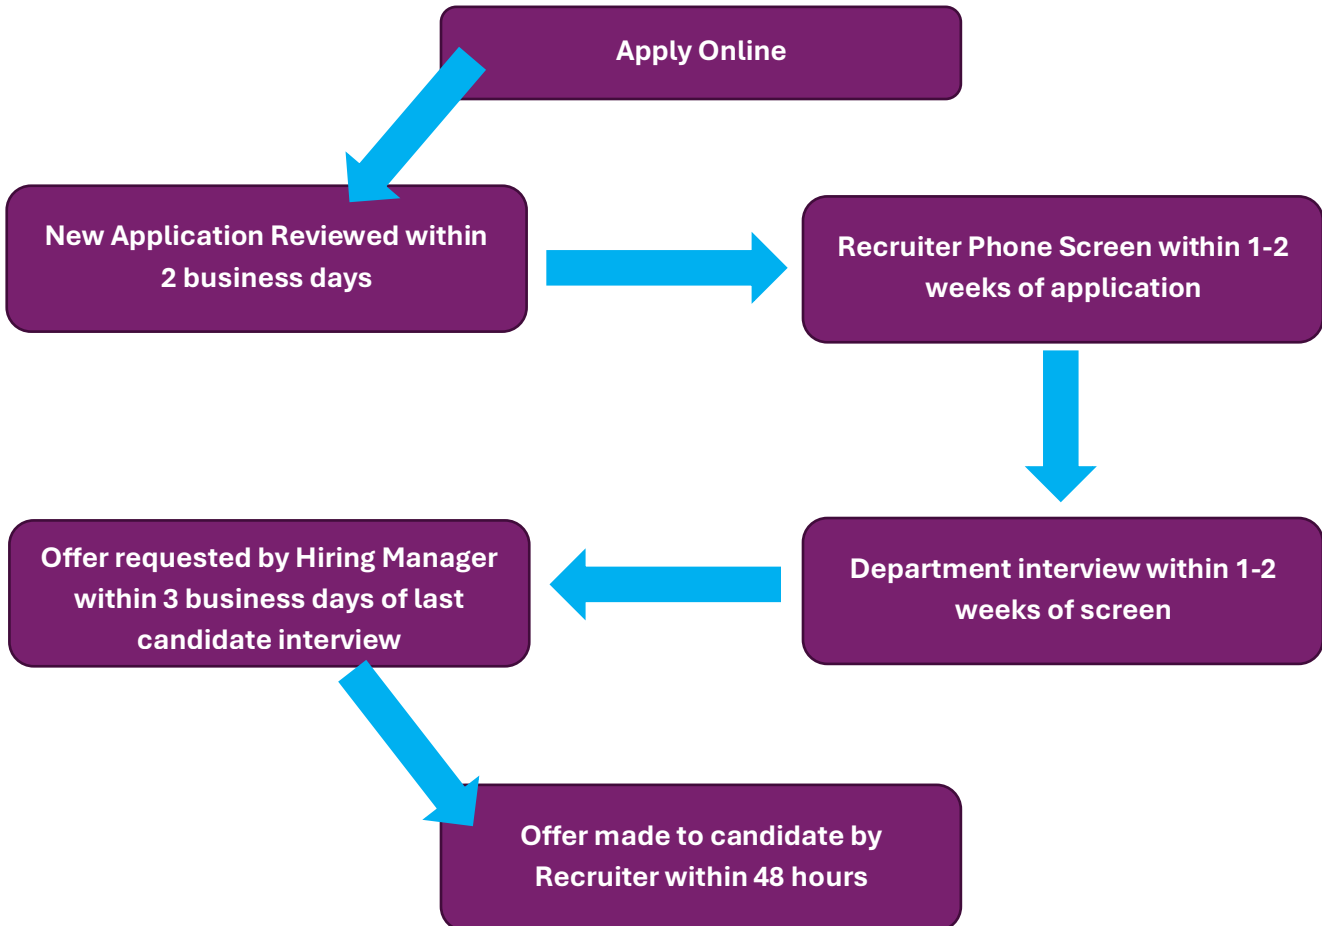 Apply Online
New Application Reviewed within
2 business days
Recruiter Phone Screen within 1-2
weeks of application
Department interview within 1-2
weeks of screen
Offer requested by Hiring Manager
within 3 business days of last
candidate interview
Offer made to candidate by
Recruiter within 48 hours